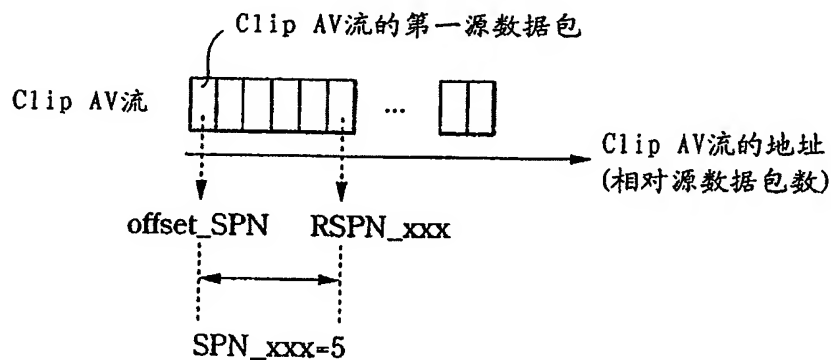 Clip AV流的第一源数据包
Clip AV流
...
Clip AV流的地址
(相对源数据包数)
offset_SPN
RSPN_xxx
SPN_xxx=5